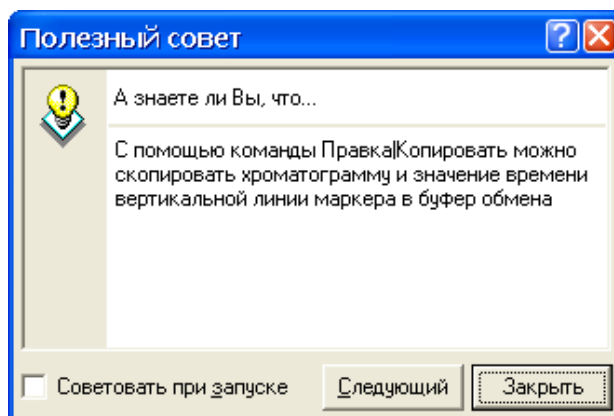 Полезный совет
А знаете ли Вы, что...
С помощью команды Правка|Копировать можно
скопировать хроматограмму и значение времени
вертикальной линии маркера в буфер обмена
Советовать при запуске
Следующий
Закрыть